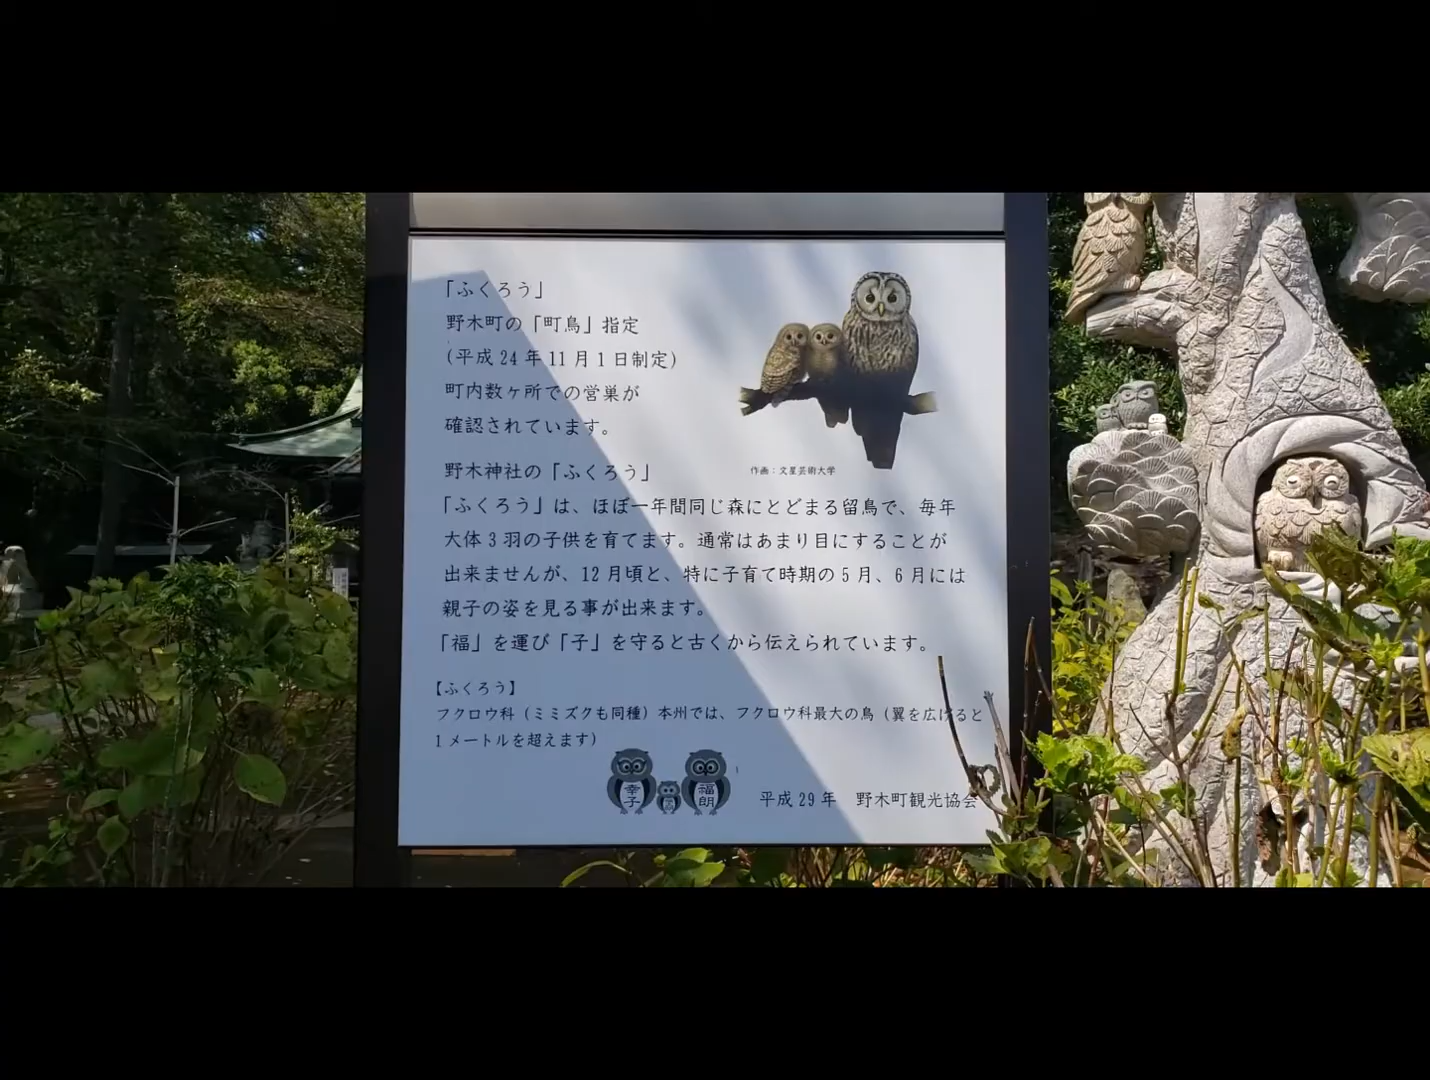 「ふくろう」
野木町の「町鳥」指定
(平成24年11月1日制定)
町内数ヶ所での営巣が
確認されています。
作画：文星芸術大学
野木神社の「ふくろう」
「ふくろう」は、ほぼ一年間同じ森にとどまる留鳥で、毎年
大体3羽の子供を育てます。通常はあまり目にすることが
出来ませんが、12月頃と、特に子育て時期の5月、6月には
親子の姿を見る事が出来ます。
「福」を運び「子」を守ると古くから伝えられています。
【ふくろう】
フクロウ科（ミミズクも同種）本州では、フクロウ科最大の鳥（翼を広げると
1メートルを超えます）
幸子
福朗
平成29年　野木町観光協会